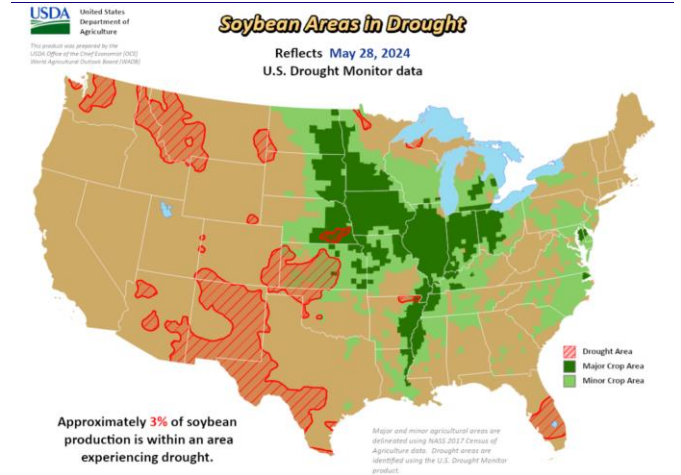 USDA
United States
Department of
Agriculture
This product was prepared by the
USDA Office of the Chief Economist (OCE)
World Agricultural Outlook Board (WAOB)
Soybean Areas in Drought
Reflects May 28, 2024
U.S. Drought Monitor data
Drought Area
Major Crop Area
Minor Crop Area
Approximately 3% of soybean
production is within an area
experiencing drought.
Major and minor agricultural areas are
delineated using NASS 2017 Census of
Agriculture data. Drought areas are
identified using the U.S. Drought Monitor
product.